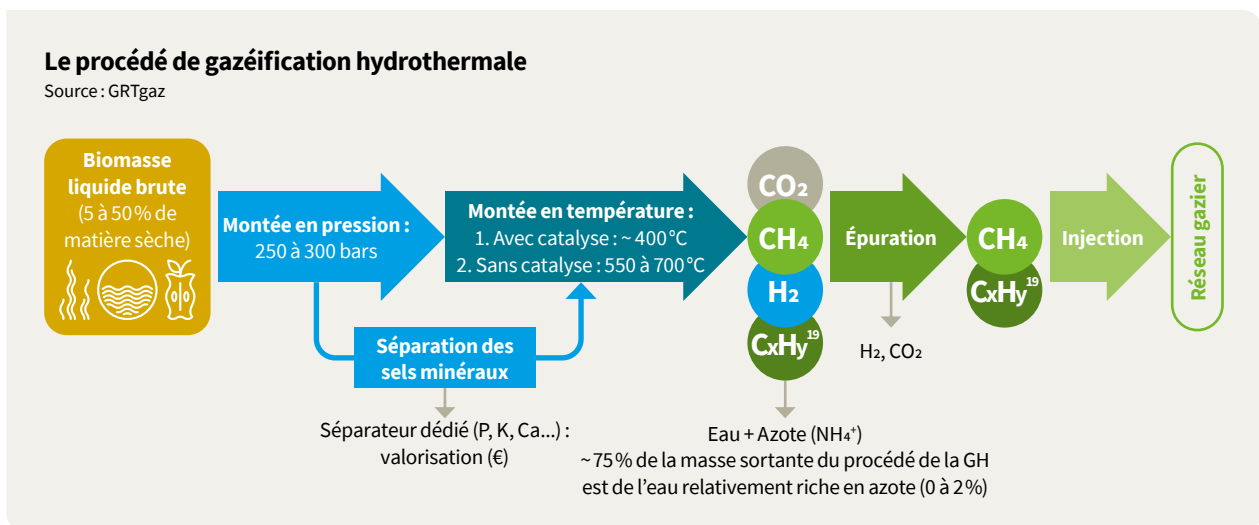 Le procédé de gazéification hydrothermale
Source : GRTgaz
Biomasse
liquide brute
(5 à 50 % de
matière sèche)
Montée en pression :
250 à 300 bars
Séparation des
sels minéraux
Séparateur dédié (P, K, Ca...) :
valorisation (€)
Montée en température :
1. Avec catalyse : ~ 400 °C
2. Sans catalyse : 550 à 700 °C
CO₂
CH₄
H₂
CxHy¹⁹
Eau + Azote (NH₄⁺)
~ 75 % de la masse sortante du procédé de la GH
est de l'eau relativement riche en azote (0 à 2 %)
Épuration
H₂, CO₂
CH₄
CxHy¹⁹
Injection
Réseau gazier